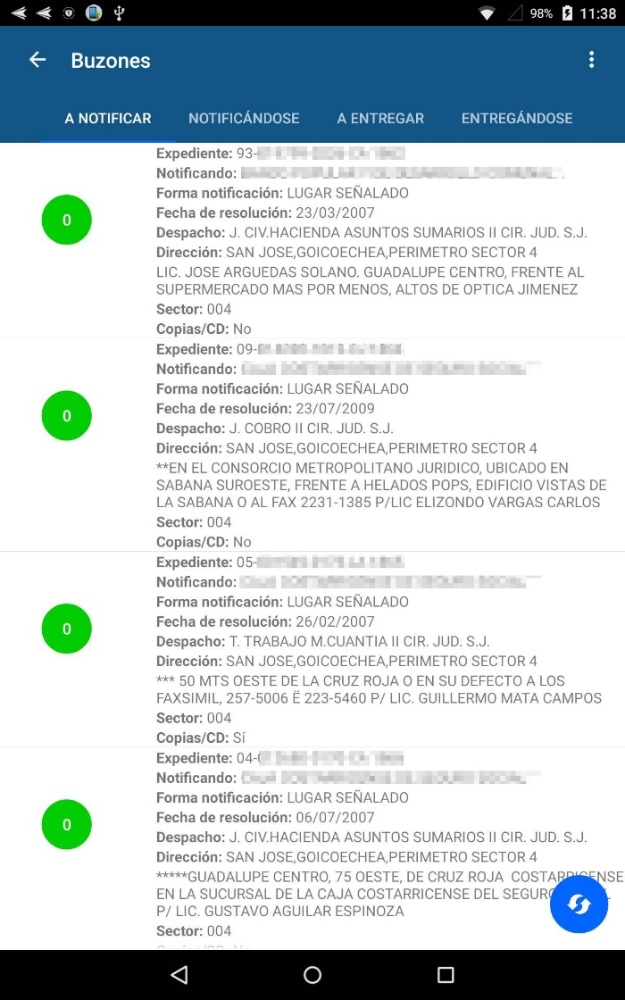 98% 11:38
Buzones
A NOTIFICAR NOTIFICÁNDOSE A ENTREGAR ENTREGÁNDOSE
Expediente: 93-
Notificando:
Forma notificación: LUGAR SEÑALADO
0
Fecha de resolución: 23/03/2007
Despacho: J. CIV.HACIENDA ASUNTOS SUMARIOS II CIR. JUD. S.J.
Dirección: SAN JOSE,GOICOECHEA,PERIMETRO SECTOR 4
LIC. JOSE ARGUEDAS SOLANO. GUADALUPE CENTRO, FRENTE AL
SUPERMERCADO MAS POR MENOS, ALTOS DE OPTICA JIMENEZ
Sector: 004
Copias/CD: No
Expediente: 09-
Notificando:
Forma notificación: LUGAR SEÑALADO
0
Fecha de resolución: 23/07/2009
Despacho: J. COBRO II CIR. JUD. S.J.
Dirección: SAN JOSE,GOICOECHEA,PERIMETRO SECTOR 4
**EN EL CONSORCIO METROPOLITANO JURIDICO, UBICADO EN
SABANA SUROESTE, FRENTE A HELADOS POPS, EDIFICIO VISTAS DE
LA SABANA O AL FAX 2231-1385 P/LIC ELIZONDO VARGAS CARLOS
Sector: 004
Copias/CD: No
Expediente: 05-
Notificando:
Forma notificación: LUGAR SEÑALADO
0
Fecha de resolución: 26/02/2007
Despacho: T. TRABAJO M.CUANTIA II CIR. JUD. S.J.
Dirección: SAN JOSE,GOICOECHEA,PERIMETRO SECTOR 4
*** 50 MTS OESTE DE LA CRUZ ROJA O EN SU DEFECTO A LOS
FAXSIMIL, 257-5006 Ë 223-5460 P/ LIC. GUILLERMO MATA CAMPOS
Sector: 004
Copias/CD: Sí
Expediente: 04-
Notificando:
Forma notificación: LUGAR SEÑALADO
0
Fecha de resolución: 06/07/2007
Despacho: J. CIV.HACIENDA ASUNTOS SUMARIOS II CIR. JUD. S.J.
Dirección: SAN JOSE,GOICOECHEA,PERIMETRO SECTOR 4
*****GUADALUPE CENTRO, 75 OESTE, DE CRUZ ROJA COSTARRICENSE
EN LA SUCURSAL DE LA CAJA COSTARRICENSE DEL SEGURO
P/ LIC. GUSTAVO AGUILAR ESPINOZA
Sector: 004